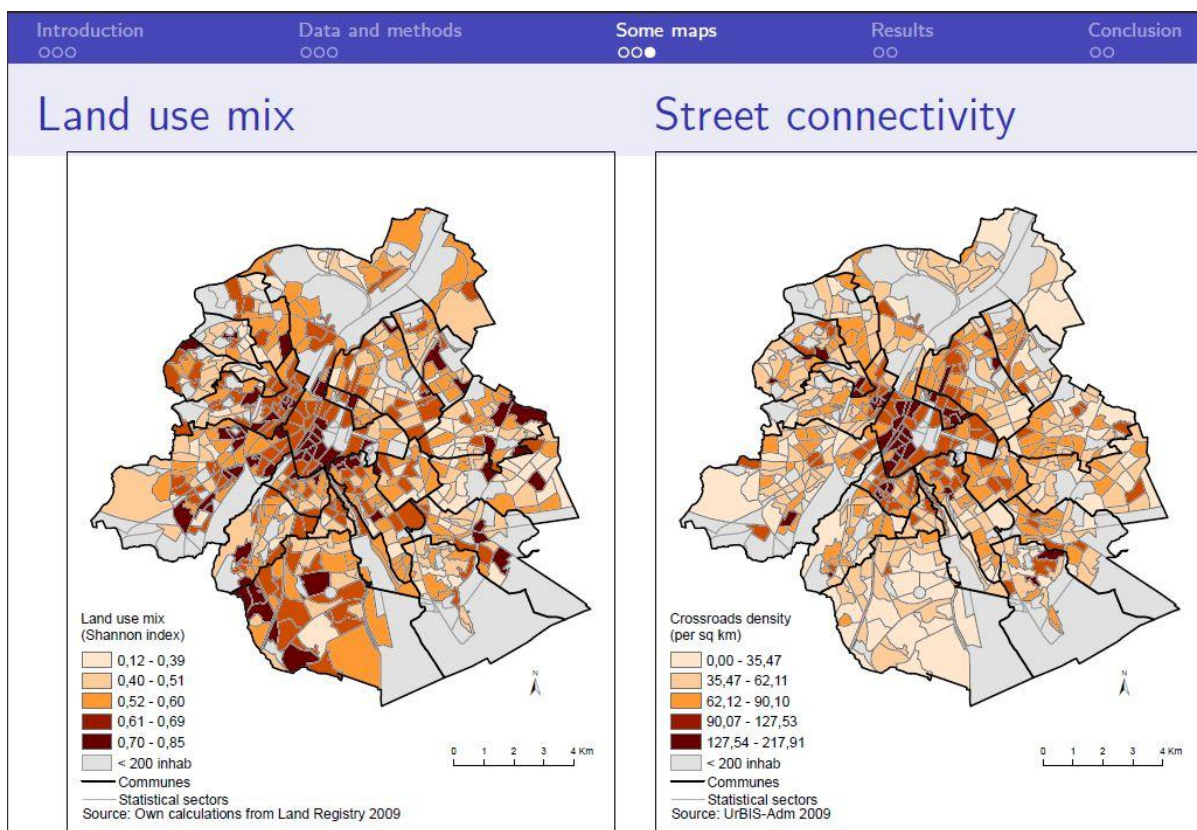 Introduction
Data and methods
Some maps
Results
Conclusion
Land use mix
Street connectivity
Land use mix
(Shannon index)
0,12 - 0,39
0,40 - 0,51
0,52 - 0,60
0,61 - 0,69
0,70 - 0,85
< 200 inhab
Communes
Statistical sectors
Source: Own calculations from Land Registry 2009
N
0 1 2 3 4 Km
Crossroads density
(per sq km)
0,00 - 35,47
35,47 - 62,11
62,12 - 90,10
90,07 - 127,53
127,54 - 217,91
< 200 inhab
Communes
Statistical sectors
Source: UrBIS-Adm 2009
N
0 1 2 3 4 Km